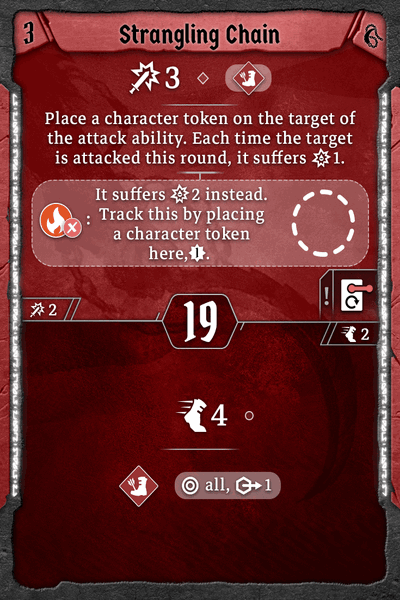 3
Strangling Chain
3
Place a character token on the target of
the attack ability. Each time the target
is attacked this round, it suffers 1.
: It suffers 2 instead.
Track this by placing
a character token
here, 1.
!
2
19
2
4
all, 1